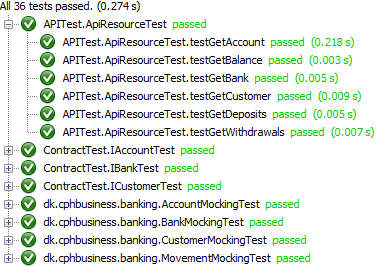 All 36 tests passed. (0.274 s)
APITest.ApiResourceTest passed
APITest.ApiResourceTest.testGetAccount passed (0.218 s)
APITest.ApiResourceTest.testGetBalance passed (0.003 s)
APITest.ApiResourceTest.testGetBank passed (0.005 s)
APITest.ApiResourceTest.testGetCustomer passed (0.009 s)
APITest.ApiResourceTest.testGetDeposits passed (0.005 s)
APITest.ApiResourceTest.testGetWithdrawals passed (0.007 s)
ContractTest.IAccountTest passed
ContractTest.IBankTest passed
ContractTest.ICustomerTest passed
dk.cphbusiness.banking.AccountMockingTest passed
dk.cphbusiness.banking.BankMockingTest passed
dk.cphbusiness.banking.CustomerMockingTest passed
dk.cphbusiness.banking.MovementMockingTest passed